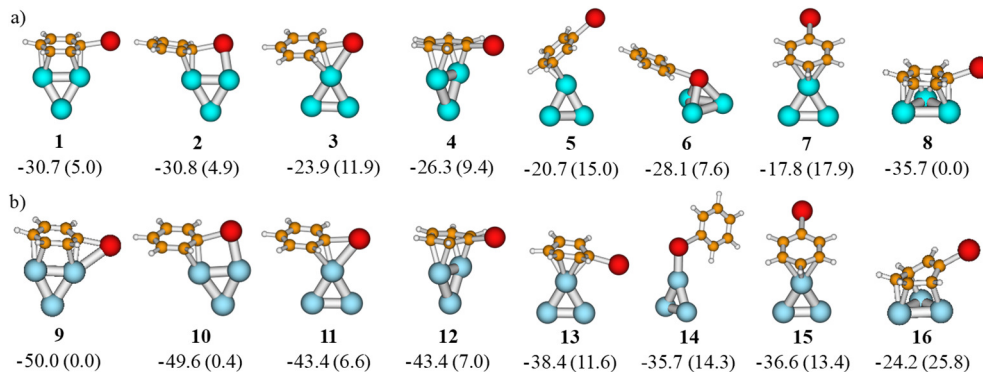 a)
1 2 3 4 5 6 7 8
-30.7 (5.0) -30.8 (4.9) -23.9 (11.9) -26.3 (9.4) -20.7 (15.0) -28.1 (7.6) -17.8 (17.9) -35.7 (0.0)
b)
9 10 11 12 13 14 15 16
-50.0 (0.0) -49.6 (0.4) -43.4 (6.6) -43.4 (7.0) -38.4 (11.6) -35.7 (14.3) -36.6 (13.4) -24.2 (25.8)